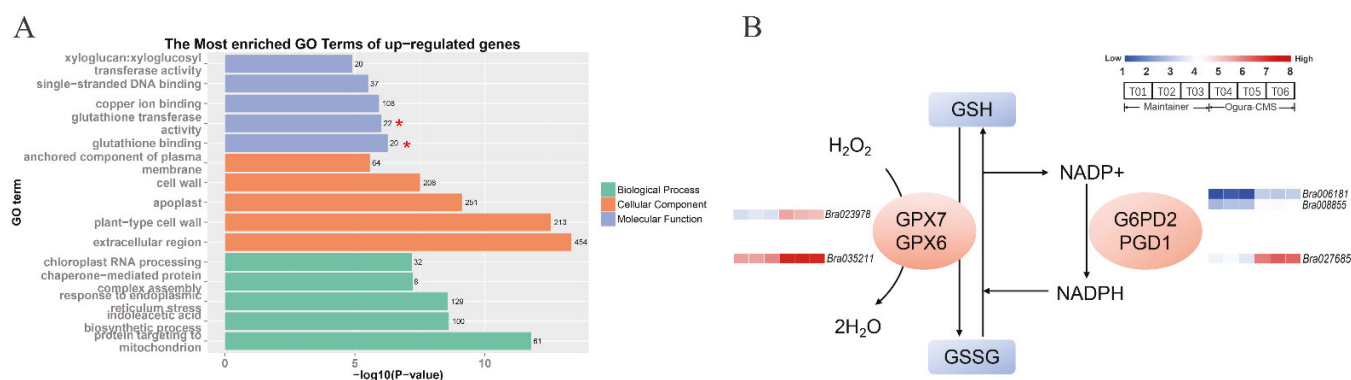 A
The Most enriched GO Terms of up-regulated genes
GO term
xyloglucan:xyloglucosyl
transferase activity
20
single-stranded DNA binding
37
copper ion binding
108
glutathione transferase
activity
22 *
glutathione binding
20 *
anchored component of plasma
membrane
64
cell wall
208
apoplast
251
plant-type cell wall
213
extracellular region
454
chloroplast RNA processing
32
chaperone-mediated protein
complex assembly
8
response to endoplasmic
reticulum stress
129
indoleacetic acid
biosynthetic process
100
protein targeting to
mitochondrion
61
0 5 10
-log10(P-value)
Biological Process
Cellular Component
Molecular Function
B
Low High
1 2 3 4 5 6 7 8
T01 T02 T03 T04 T05 T06
Maintainer Ogura-CMS
GSH
H2O2
NADP+
Bra023978
GPX7
GPX6
Bra035211
G6PD2
PGD1
Bra006181
Bra008855
Bra027685
NADPH
2H2O
GSSG